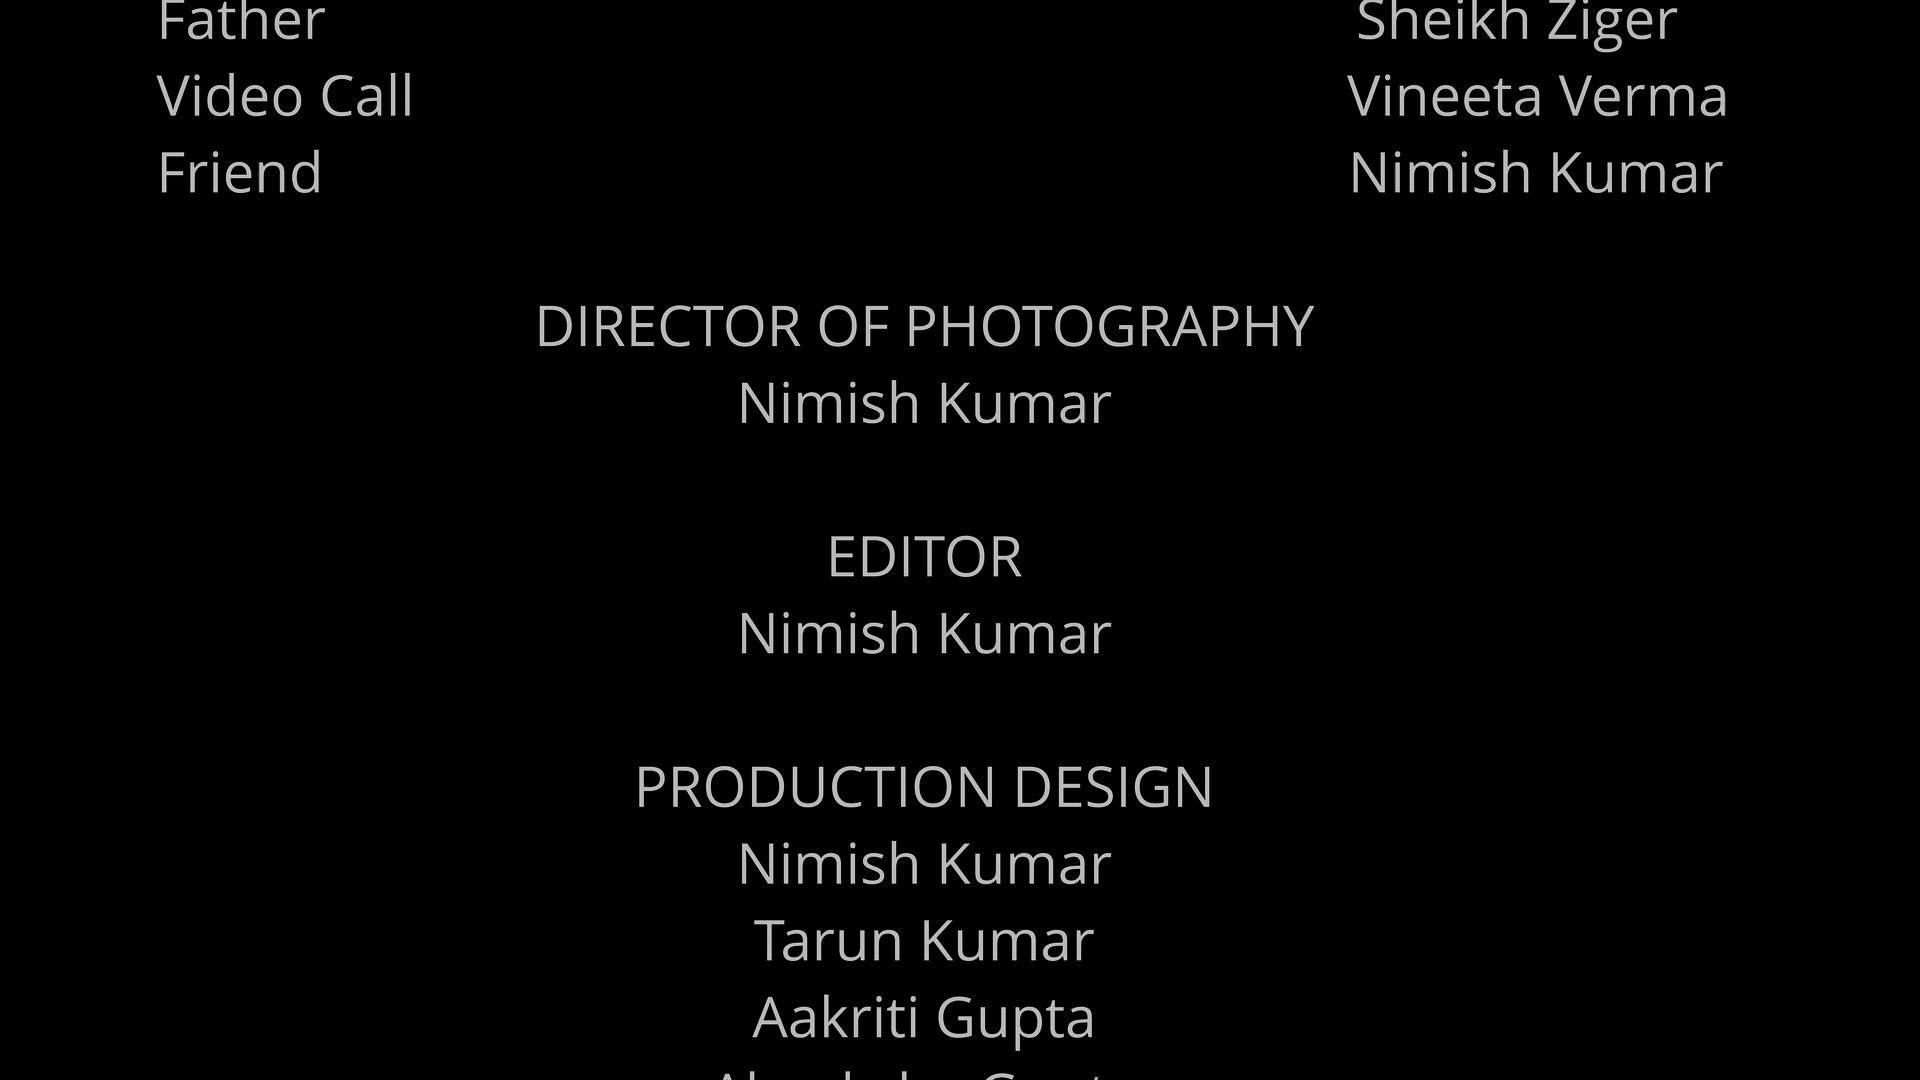 Father Sheikh Ziger
Video Call Vineeta Verma
Friend Nimish Kumar
DIRECTOR OF PHOTOGRAPHY
Nimish Kumar
EDITOR
Nimish Kumar
PRODUCTION DESIGN
Nimish Kumar
Tarun Kumar
Aakriti Gupta